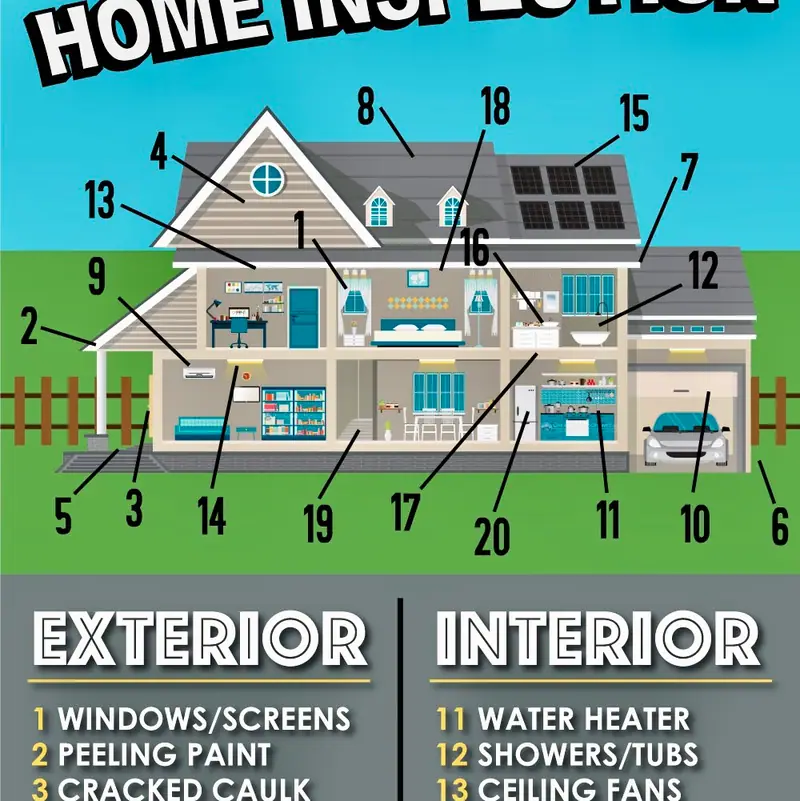 HOME INSPECTION
8
18
15
4
7
13
1
16
12
9
2
5
3
14
19
17
20
11
10
6
EXTERIOR
INTERIOR
1 WINDOWS/SCREENS
2 PEELING PAINT
3 CRACKED CAULK
11 WATER HEATER
12 SHOWERS/TUBS
13 CEILING FANS